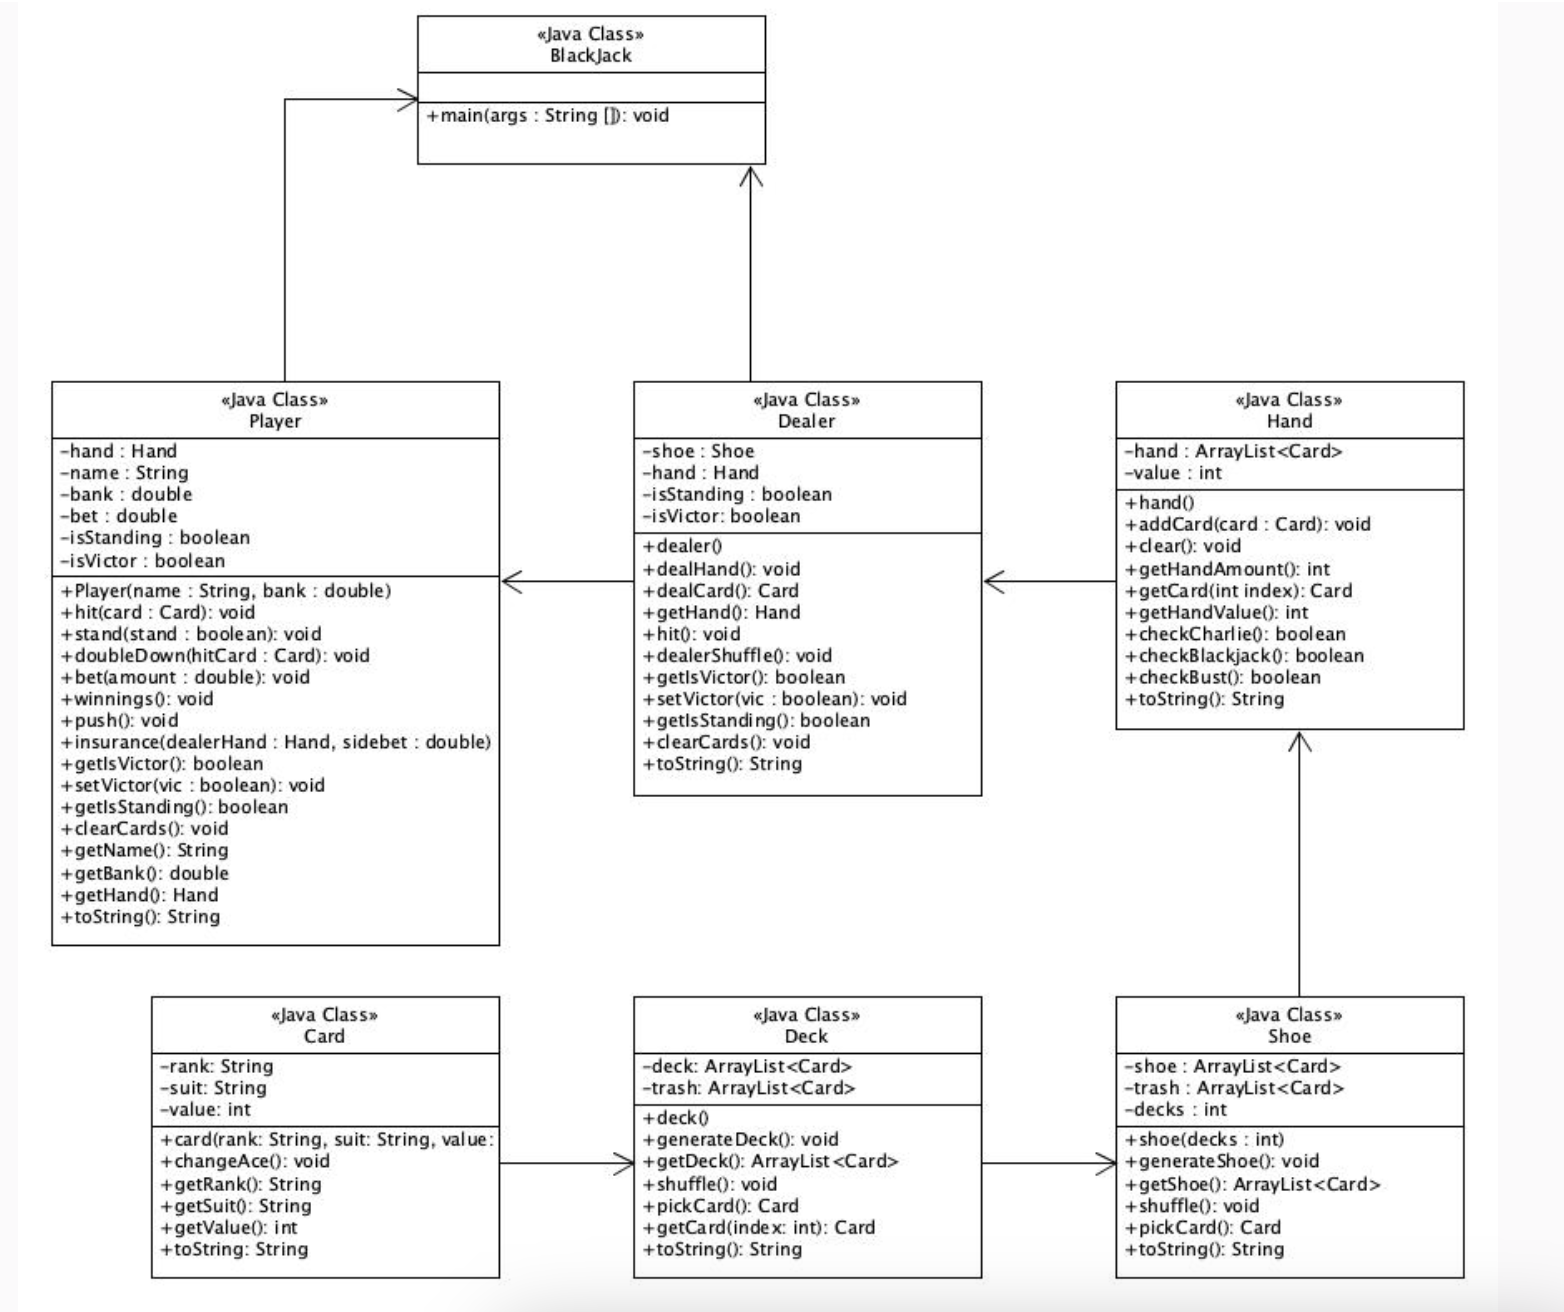 «Java Class»
BlackJack
+main(args : String []): void
«Java Class»
Player
-hand : Hand
-name : String
-bank : double
-bet : double
-isStanding : boolean
-isVictor : boolean
+Player(name : String, bank : double)
+hit(card : Card): void
+stand(stand : boolean): void
+doubleDown(hitCard : Card): void
+bet(amount : double): void
+winnings(): void
+push(): void
+insurance(dealerHand : Hand, sidebet : double)
+getIsVictor(): boolean
+setVictor(vic : boolean): void
+getIsStanding(): boolean
+clearCards(): void
+getName(): String
+getBank(): double
+getHand(): Hand
+toString(): String
«Java Class»
Dealer
-shoe : Shoe
-hand : Hand
-isStanding : boolean
-isVictor: boolean
+dealer()
+dealHand(): void
+dealCard(): Card
+getHand(): Hand
+hit(): void
+dealerShuffle(): void
+getIsVictor(): boolean
+setVictor(vic : boolean): void
+getIsStanding(): boolean
+clearCards(): void
+toString(): String
«Java Class»
Hand
-hand : ArrayList<Card>
-value : int
+hand()
+addCard(card : Card): void
+clear(): void
+getHandAmount(): int
+getCard(int index): Card
+getHandValue(): int
+checkCharlie(): boolean
+checkBlackjack(): boolean
+checkBust(): boolean
+toString(): String
«Java Class»
Card
-rank: String
-suit: String
-value: int
+card(rank: String, suit: String, value:
+changeAce(): void
+getRank(): String
+getSuit(): String
+getValue(): int
+toString: String
«Java Class»
Deck
-deck: ArrayList<Card>
-trash: ArrayList<Card>
+deck()
+generateDeck(): void
+getDeck(): ArrayList<Card>
+shuffle(): void
+pickCard(): Card
+getCard(index: int): Card
+toString(): String
«Java Class»
Shoe
-shoe : ArrayList<Card>
-trash : ArrayList<Card>
-decks : int
+shoe(decks : int)
+generateShoe(): void
+getShoe(): ArrayList<Card>
+shuffle(): void
+pickCard(): Card
+toString(): String